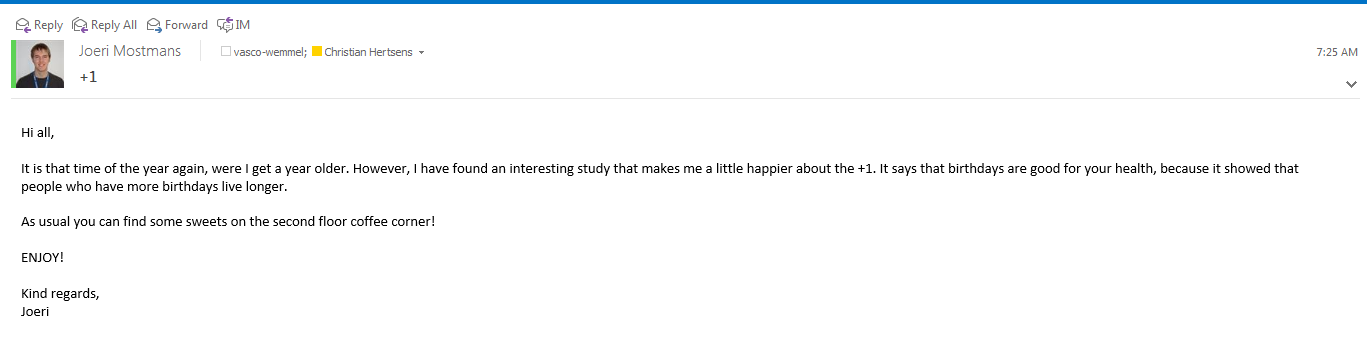 Reply Reply All Forward IM
Joeri Mostmans vasco-wemmel; Christian Hertsens 7:25 AM
+1
Hi all,
It is that time of the year again, were I get a year older. However, I have found an interesting study that makes me a little happier about the +1. It says that birthdays are good for your health, because it showed that
people who have more birthdays live longer.
As usual you can find some sweets on the second floor coffee corner!
ENJOY!
Kind regards,
Joeri